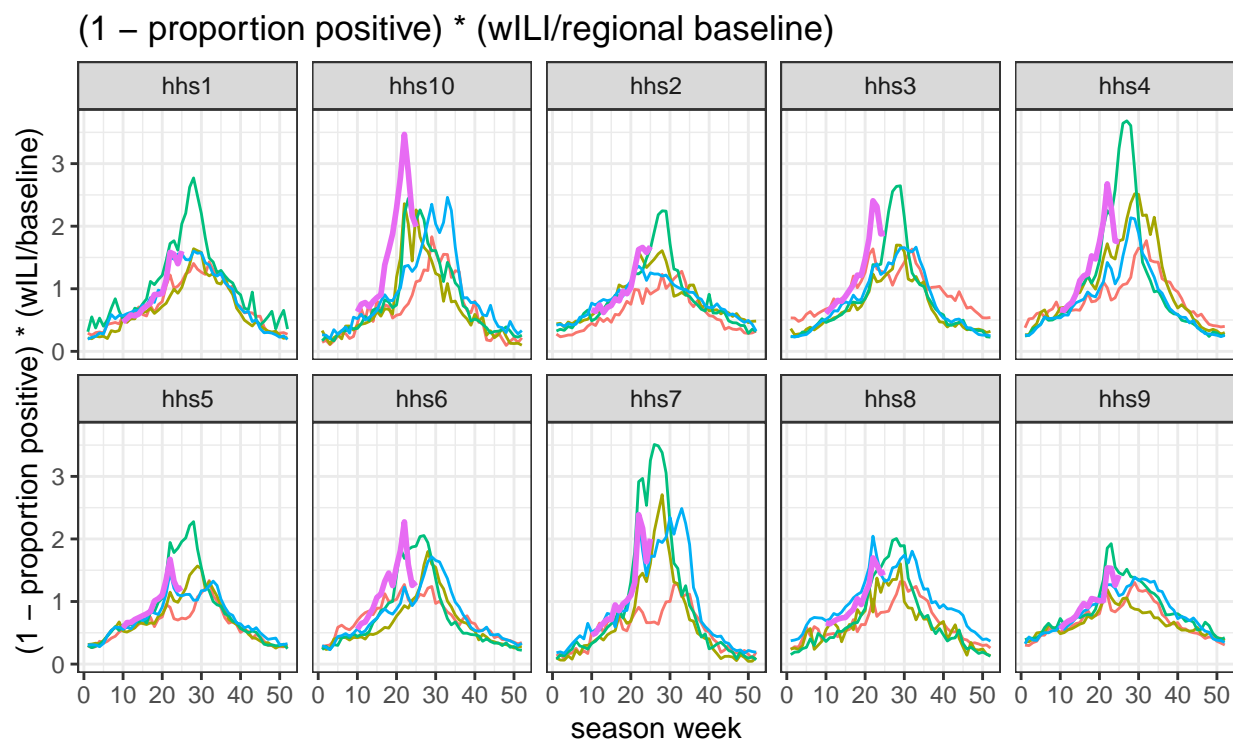 (1 − proportion positive) * (wILI/regional baseline)
(1 − proportion positive) * (wILI/baseline)
hhs1 hhs10 hhs2 hhs3 hhs4
3
2
1
0
hhs5 hhs6 hhs7 hhs8 hhs9
3
2
1
0
0 10 20 30 40 50 0 10 20 30 40 50 0 10 20 30 40 50 0 10 20 30 40 50 0 10 20 30 40 50
season week